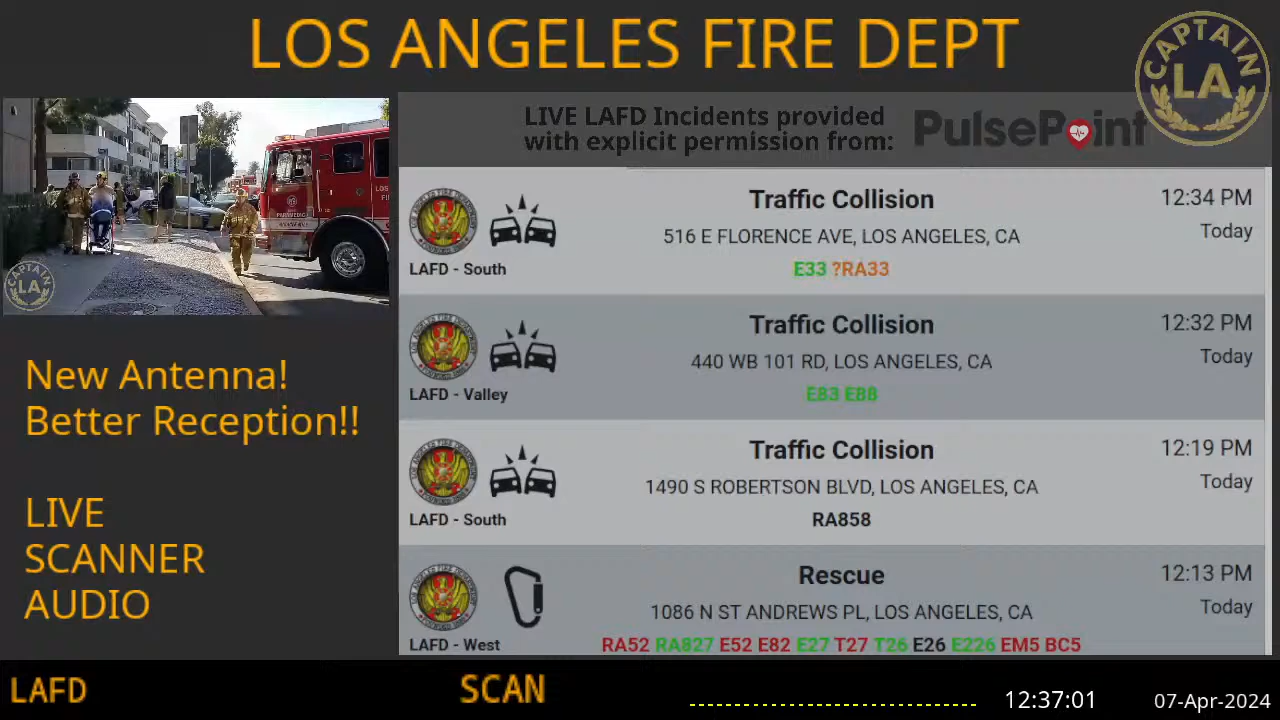 LOS ANGELES FIRE DEPT
CAPTAIN
LA
LIVE LAFD Incidents provided
with explicit permission from:
PulsePoint
Traffic Collision
12:34 PM
516 E FLORENCE AVE, LOS ANGELES, CA
Today
LAFD - South
E33 ?RA33
Traffic Collision
12:32 PM
440 WB 101 RD, LOS ANGELES, CA
Today
LAFD - Valley
E83 E88
Traffic Collision
12:19 PM
1490 S ROBERTSON BLVD, LOS ANGELES, CA
Today
LAFD - South
RA858
Rescue
12:13 PM
1086 N ST ANDREWS PL, LOS ANGELES, CA
Today
LAFD - West
RA52 RA827 E52 E82 E27 T27 T26 E26 E226 EM5 BC5
CAPTAIN
LA
New Antenna!
Better Reception!!
LIVE
SCANNER
AUDIO
LAFD
SCAN
12:37:01
07-Apr-2024